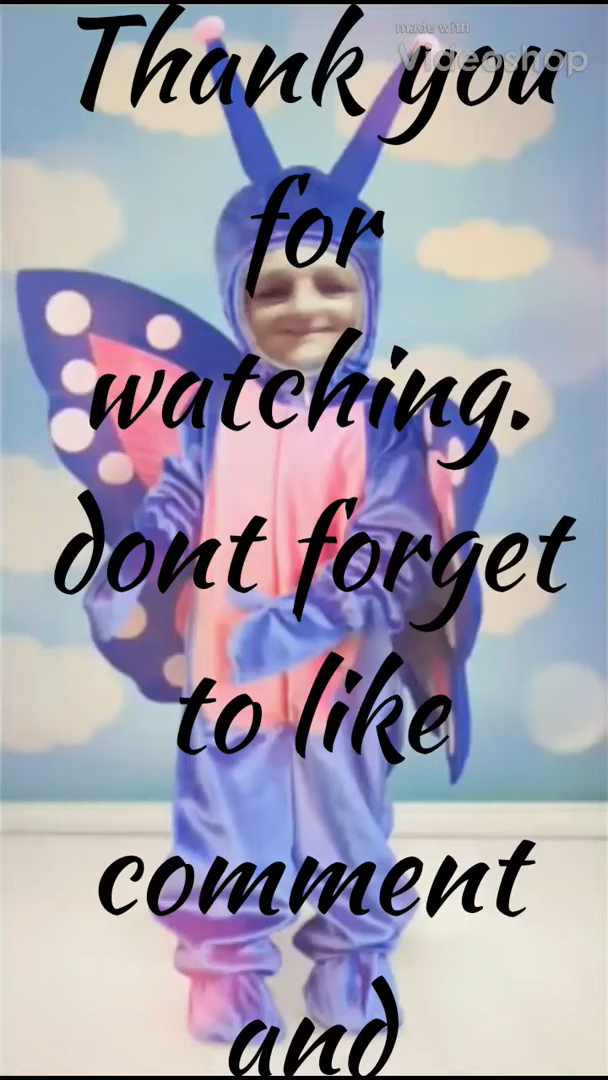 made with
Videoshop
Thank you
for
watching.
dont forget
to like
comment
and